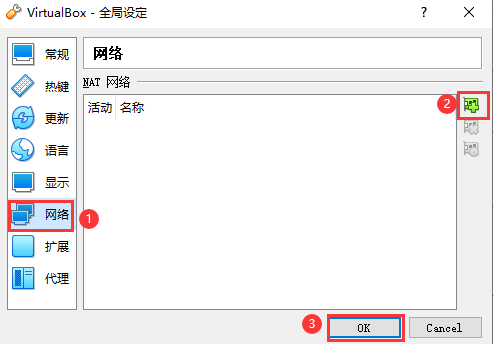 VirtualBox - 全局设定
?
常规
热键
更新
语言
显示
网络
扩展
代理
1
网络
NAT 网络
活动 名称
2
3
OK
Cancel